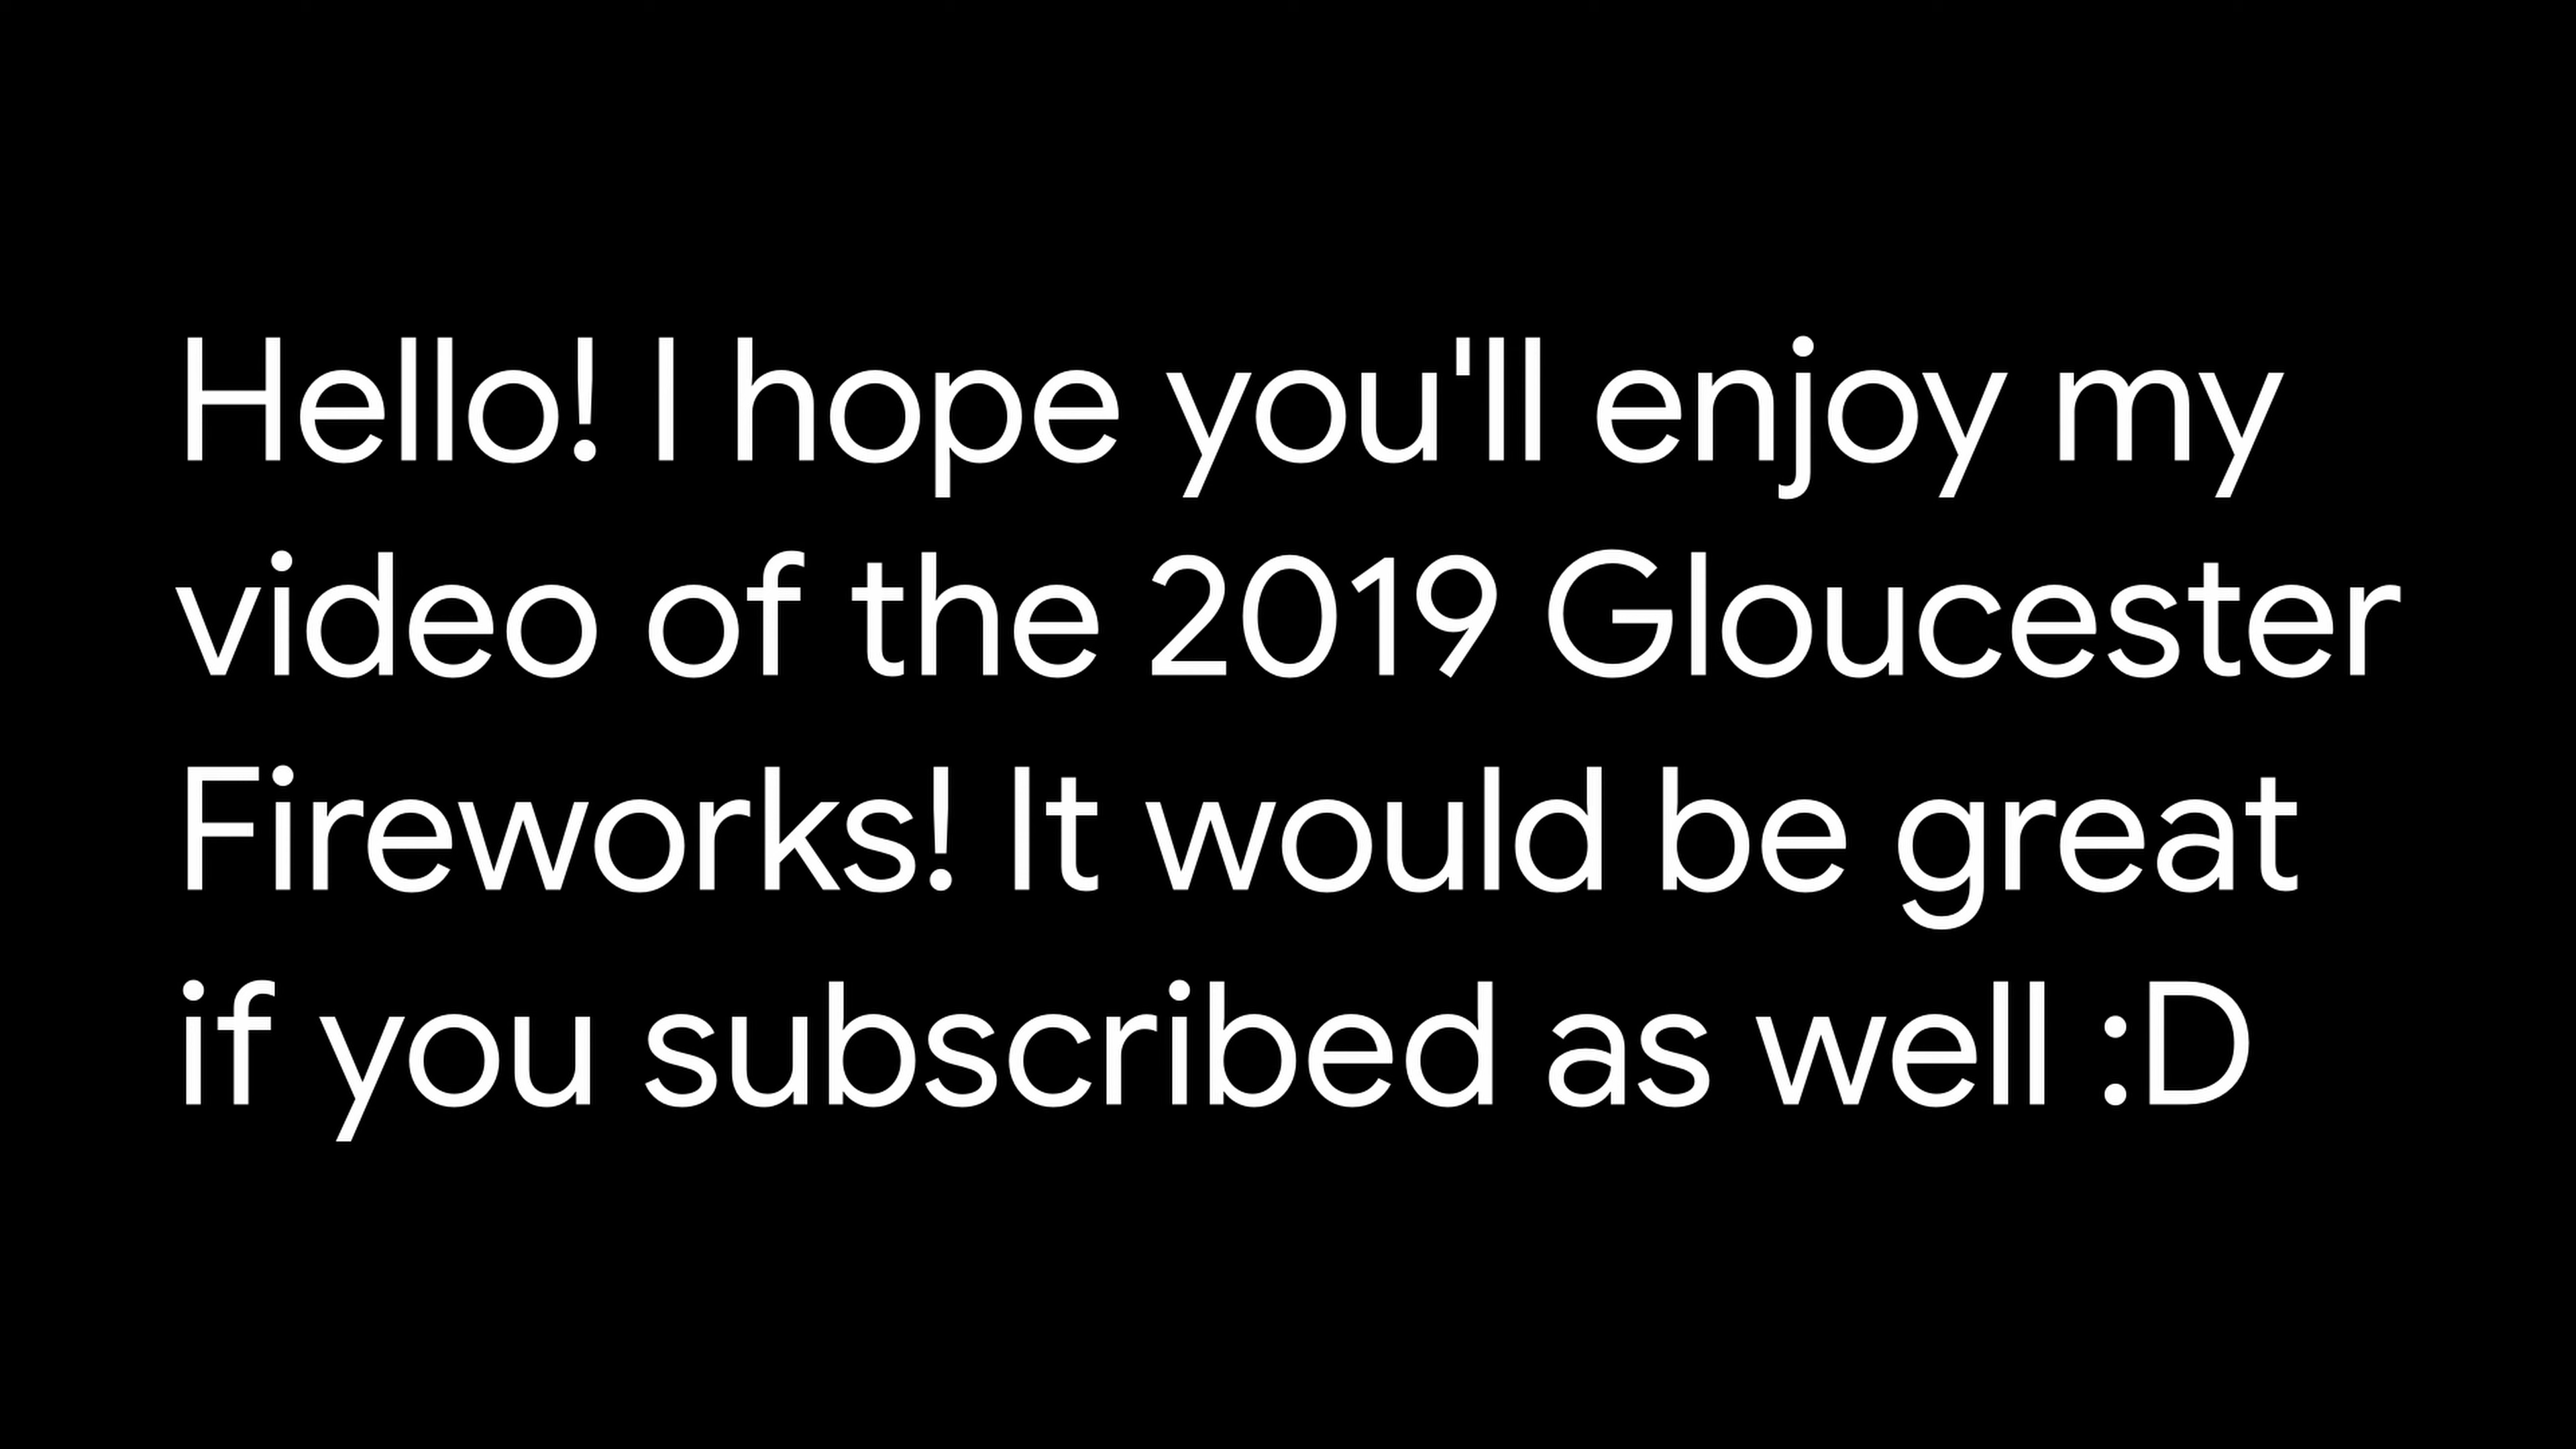 Hello! I hope you'll enjoy my
video of the 2019 Gloucester
Fireworks! It would be great
if you subscribed as well :D